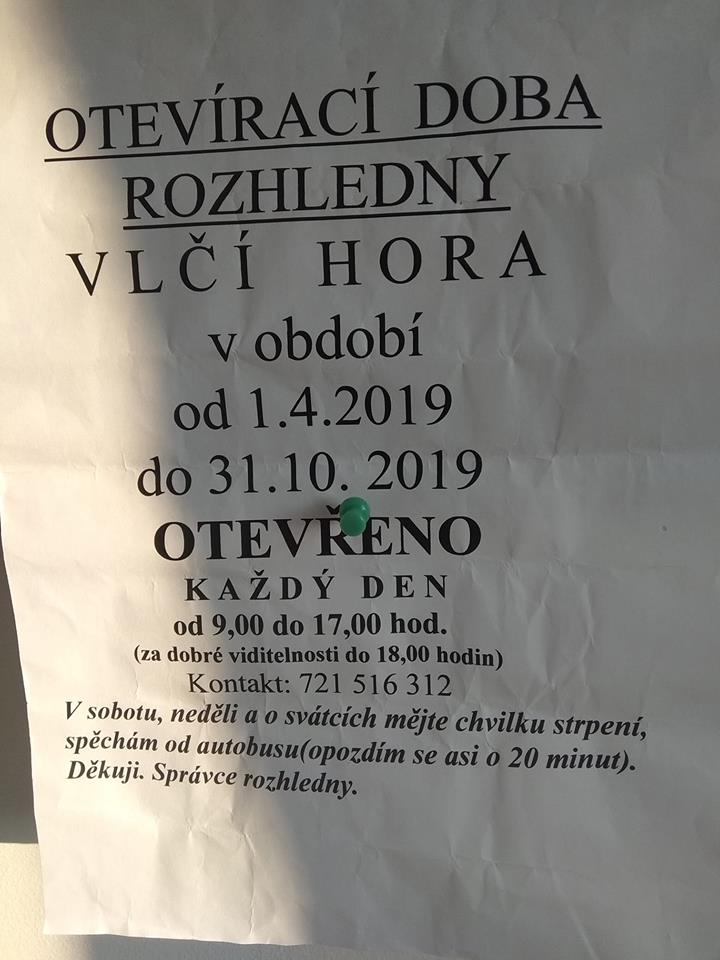 OTEVÍRACÍ DOBA
ROZHLEDNY
VLČÍ HORA
v období
od 1.4.2019
do 31.10. 2019
OTEVŘENO
KAŽDÝ DEN
od 9,00 do 17,00 hod.
(za dobré viditelnosti do 18,00 hodin)
Kontakt: 721 516 312
V sobotu, neděli a o svátcích mějte chvilku strpení,
spěchám od autobusu(opozdím se asi o 20 minut).
Děkuji. Správce rozhledny.